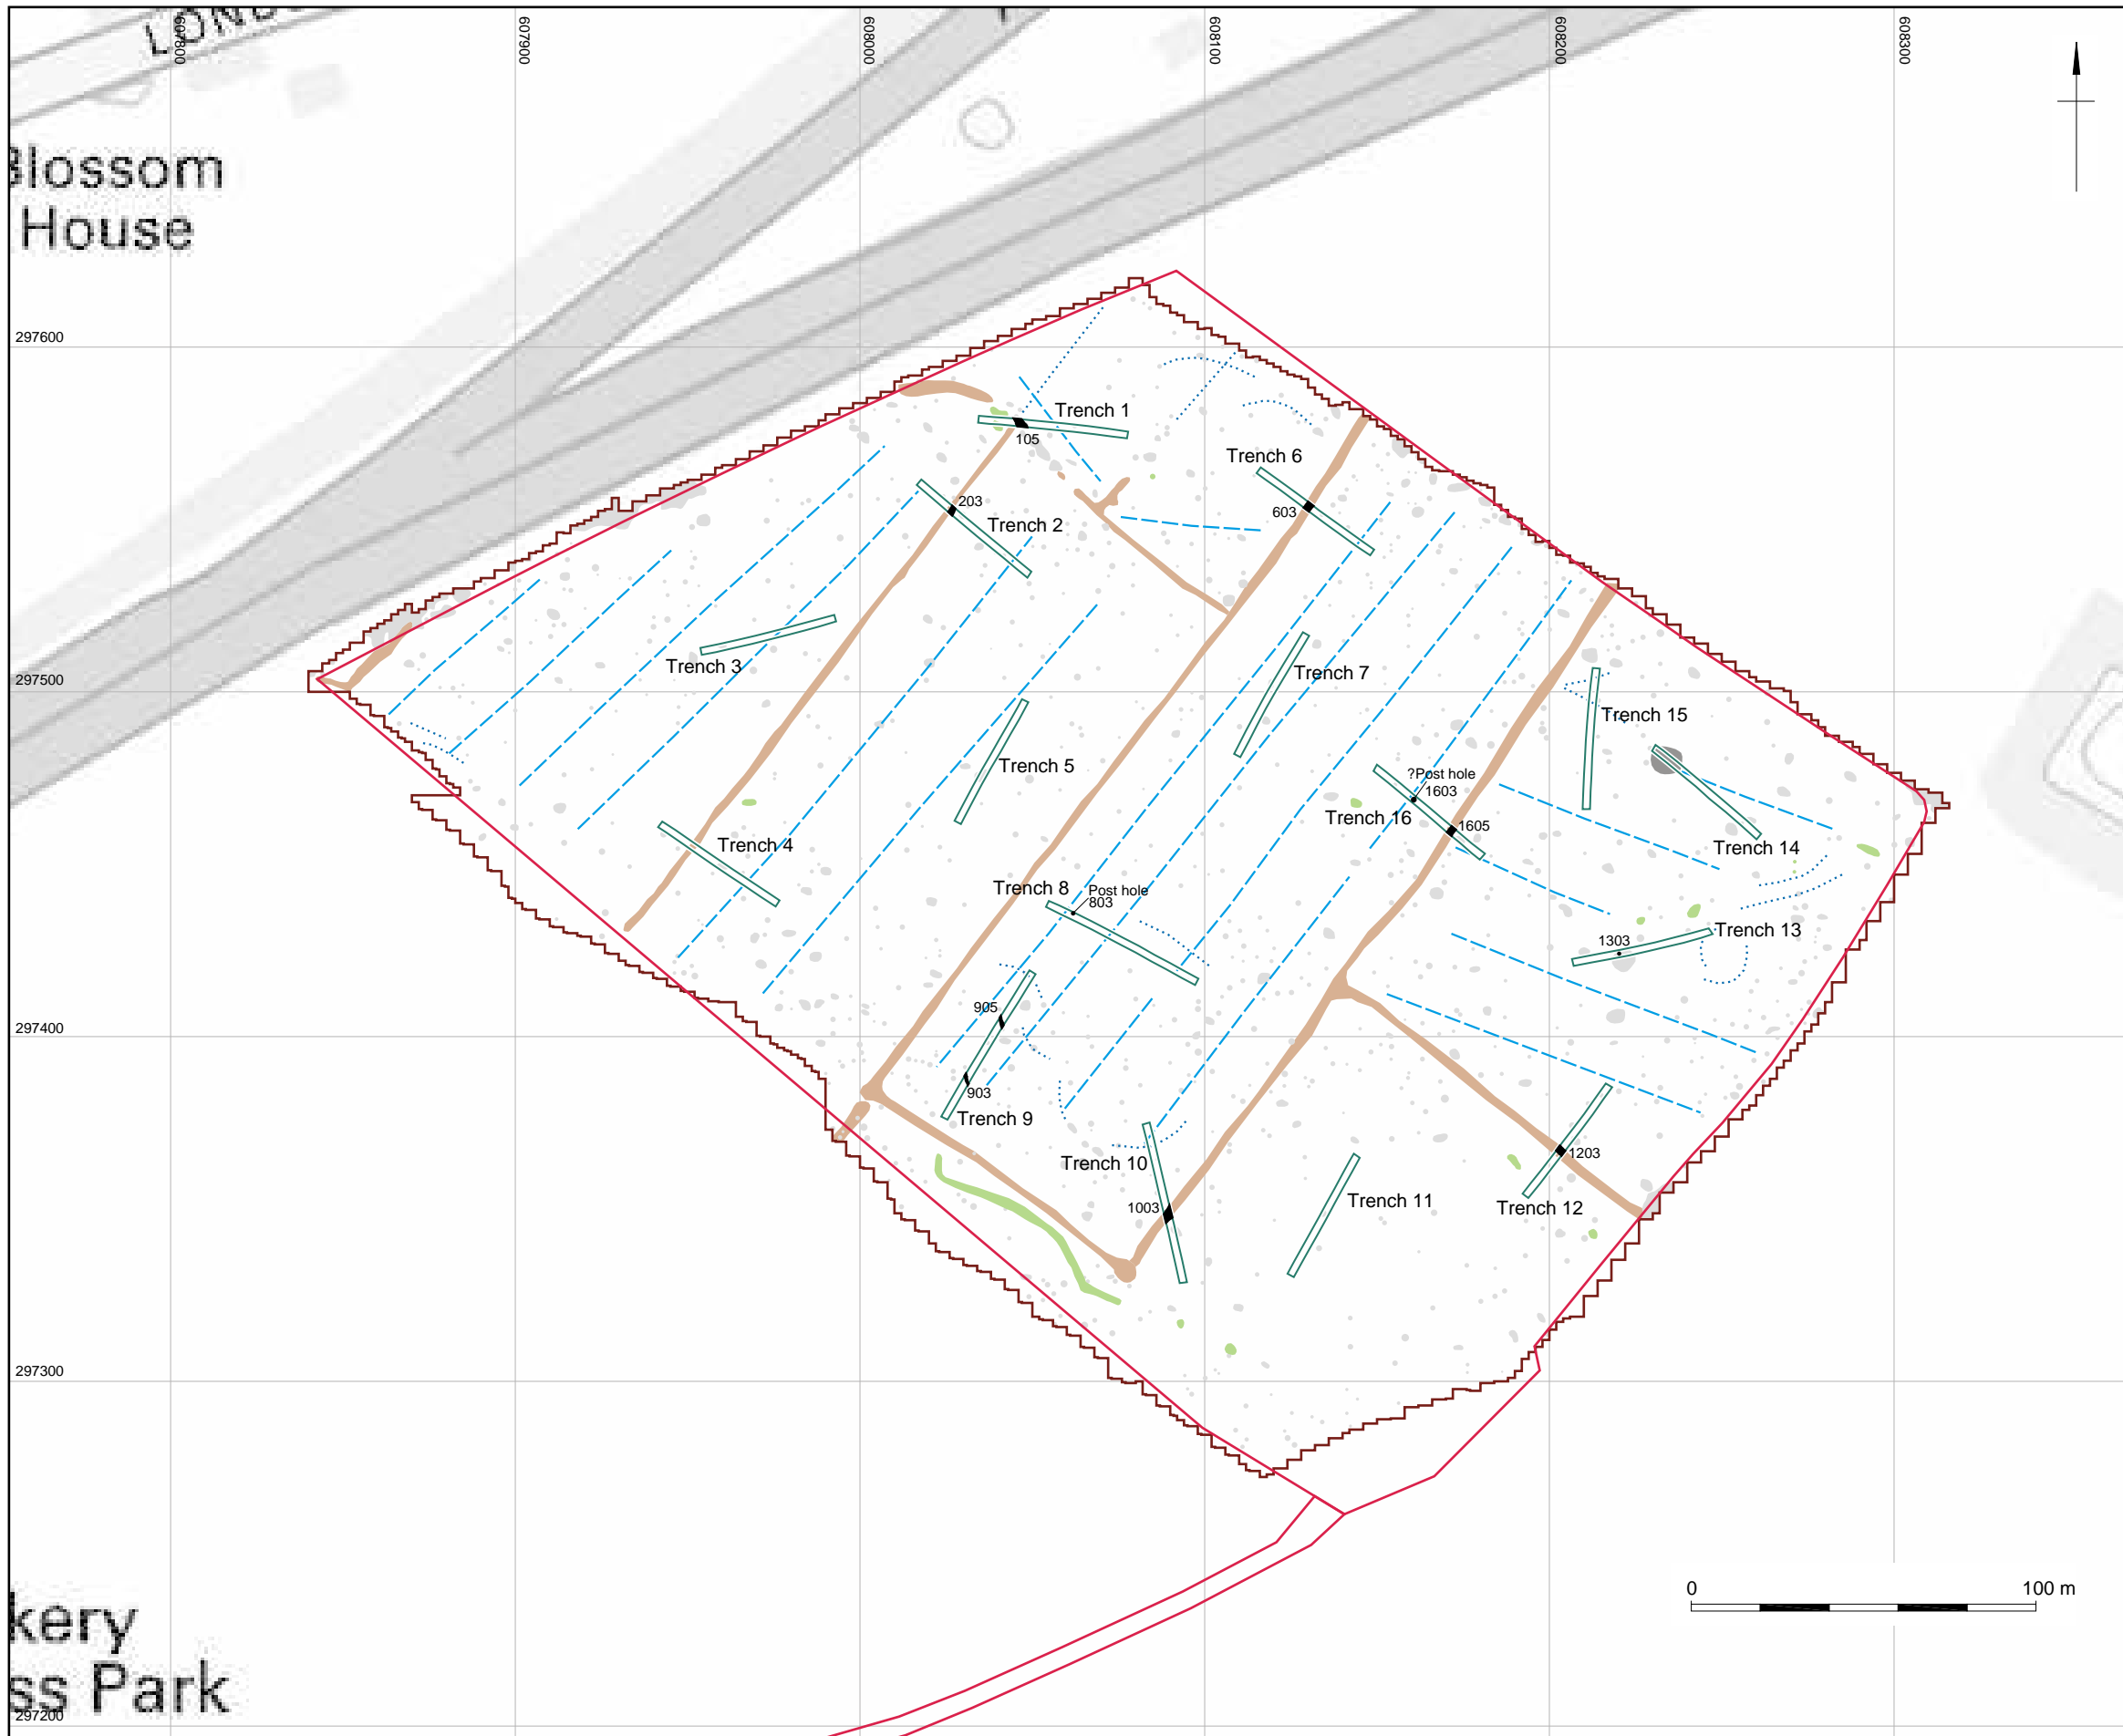 607800
607900
608000
608100
608200
608300
House
297600
Trench 1
105
Trench 6
203
603
Trench 2
Trench 3
Trench 7
297500
Trench 15
Trench 5
?Post hole
1603
Trench 16
1605
Trench 4
Trench 14
Trench 8
Post hole
803
Trench 13
1303
905
297400
903
Trench 9
Trench 10
1203
Trench 11
1003
Trench 12
297300
0 100 m
Park
297200